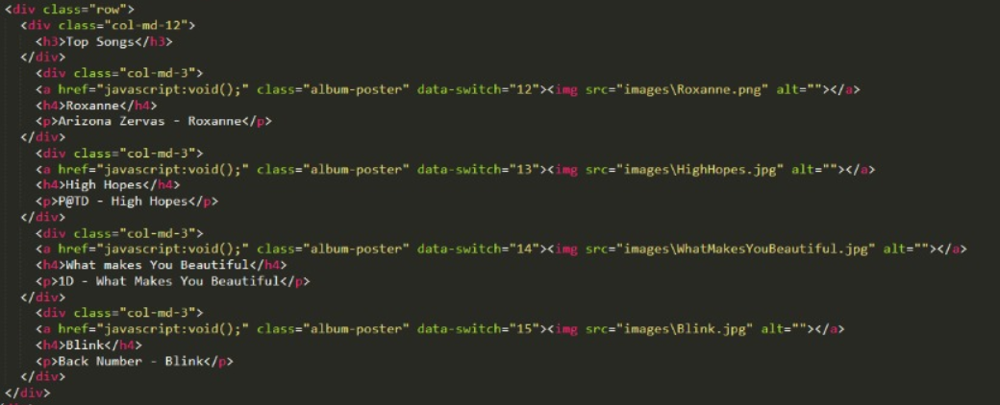 <div class="row">
<div class="col-md-12">
<h3>Top Songs</h3>
</div>
<div class="col-md-3">
<a href="javascript:void();" class="album-poster" data-switch="12"><img src="images\Roxanne.png" alt=""></a>
<h4>Roxanne</h4>
<p>Arizona Zervas - Roxanne</p>
</div>
<div class="col-md-3">
<a href="javascript:void();" class="album-poster" data-switch="13"><img src="images\HighHopes.jpg" alt=""></a>
<h4>High Hopes</h4>
<p>P@TD - High Hopes</p>
</div>
<div class="col-md-3">
<a href="javascript:void();" class="album-poster" data-switch="14"><img src="images\WhatMakesYouBeautiful.jpg" alt=""></a>
<h4>What makes You Beautiful</h4>
<p>1D - What Makes You Beautiful</p>
</div>
<div class="col-md-3">
<a href="javascript:void();" class="album-poster" data-switch="15"><img src="images\Blink.jpg" alt=""></a>
<h4>Blink</h4>
<p>Back Number - Blink</p>
</div>
</div>